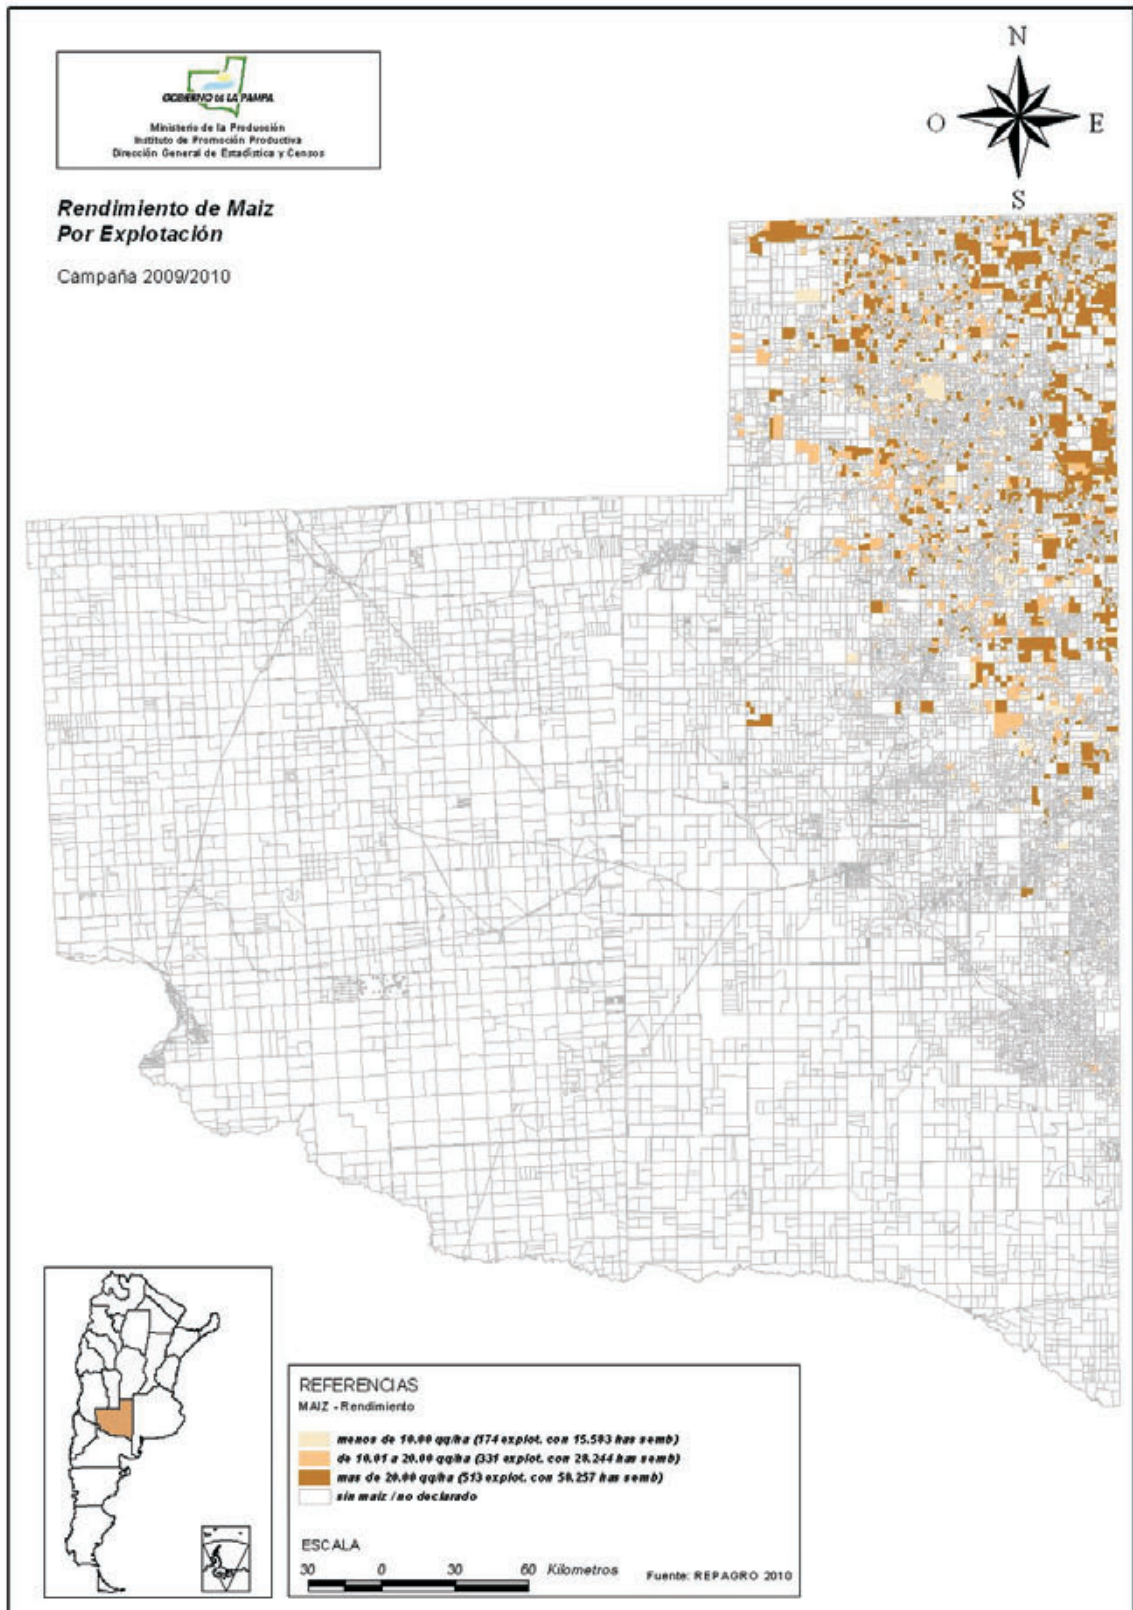 N
O
E
S
GOBIERNO DE LA PAMPA
Ministerio de la Producción
Instituto de Promoción Productiva
Dirección General de Estadística y Censos
Rendimiento de Maiz
Por Explotación
Campaña 2009/2010
REFERENCIAS
MAIZ - Rendimiento
menos de 10.00 qq/ha (174 explot. con 15.503 has semb)
de 10.01 a 20.00 qq/ha (331 explot. con 28.244 has semb)
mas de 20.00 qq/ha (513 explot. con 50.257 has semb)
sin maiz / no declarado
ESCALA
30 0 30 60 Kilometros
Fuente: REPAGRO 2010